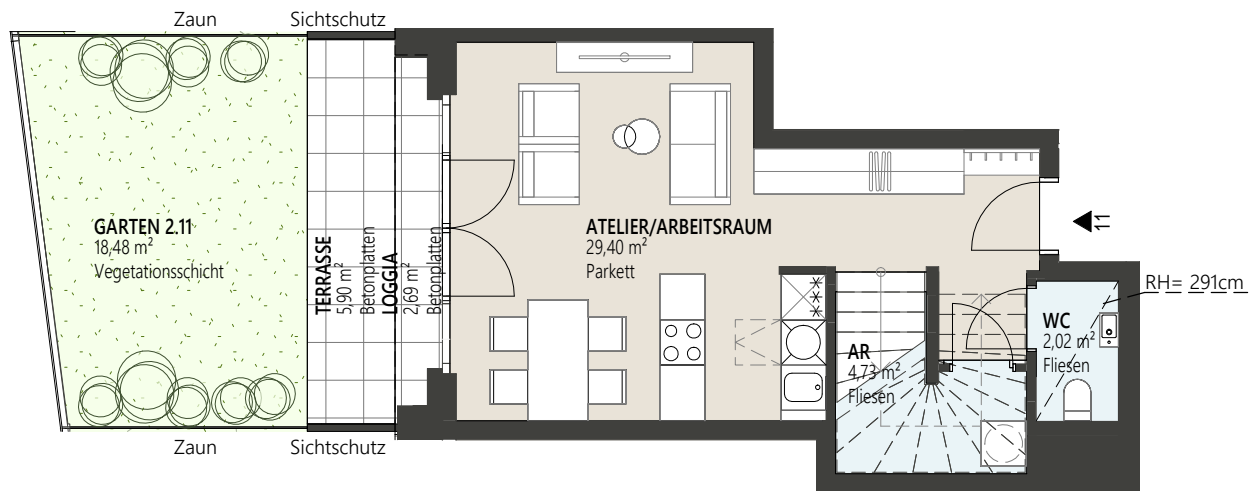 Zaun
Sichtschutz
GARTEN 2.11
18,48 m²
Vegetationsschicht
TERRASSE
5,90 m²
Betonplatten
LOGGIA
2,69 m²
Betonplatten
ATELIER/ARBEITSRAUM
29,40 m²
Parkett
11
RH= 291cm
WC
2,02 m²
Fliesen
AR
4,73 m²
Fliesen
Zaun
Sichtschutz